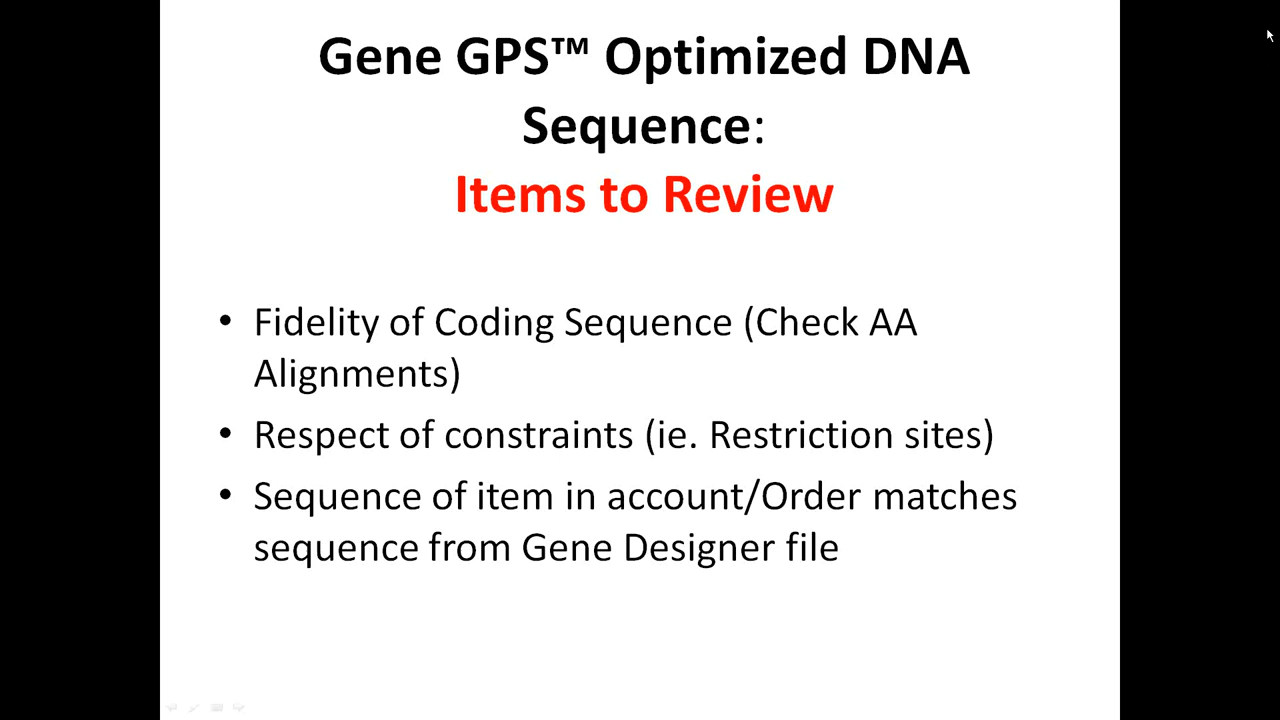 Gene GPS™ Optimized DNA
Sequence:
Items to Review
• Fidelity of Coding Sequence (Check AA
Alignments)
• Respect of constraints (ie. Restriction sites)
• Sequence of item in account/Order matches
sequence from Gene Designer file